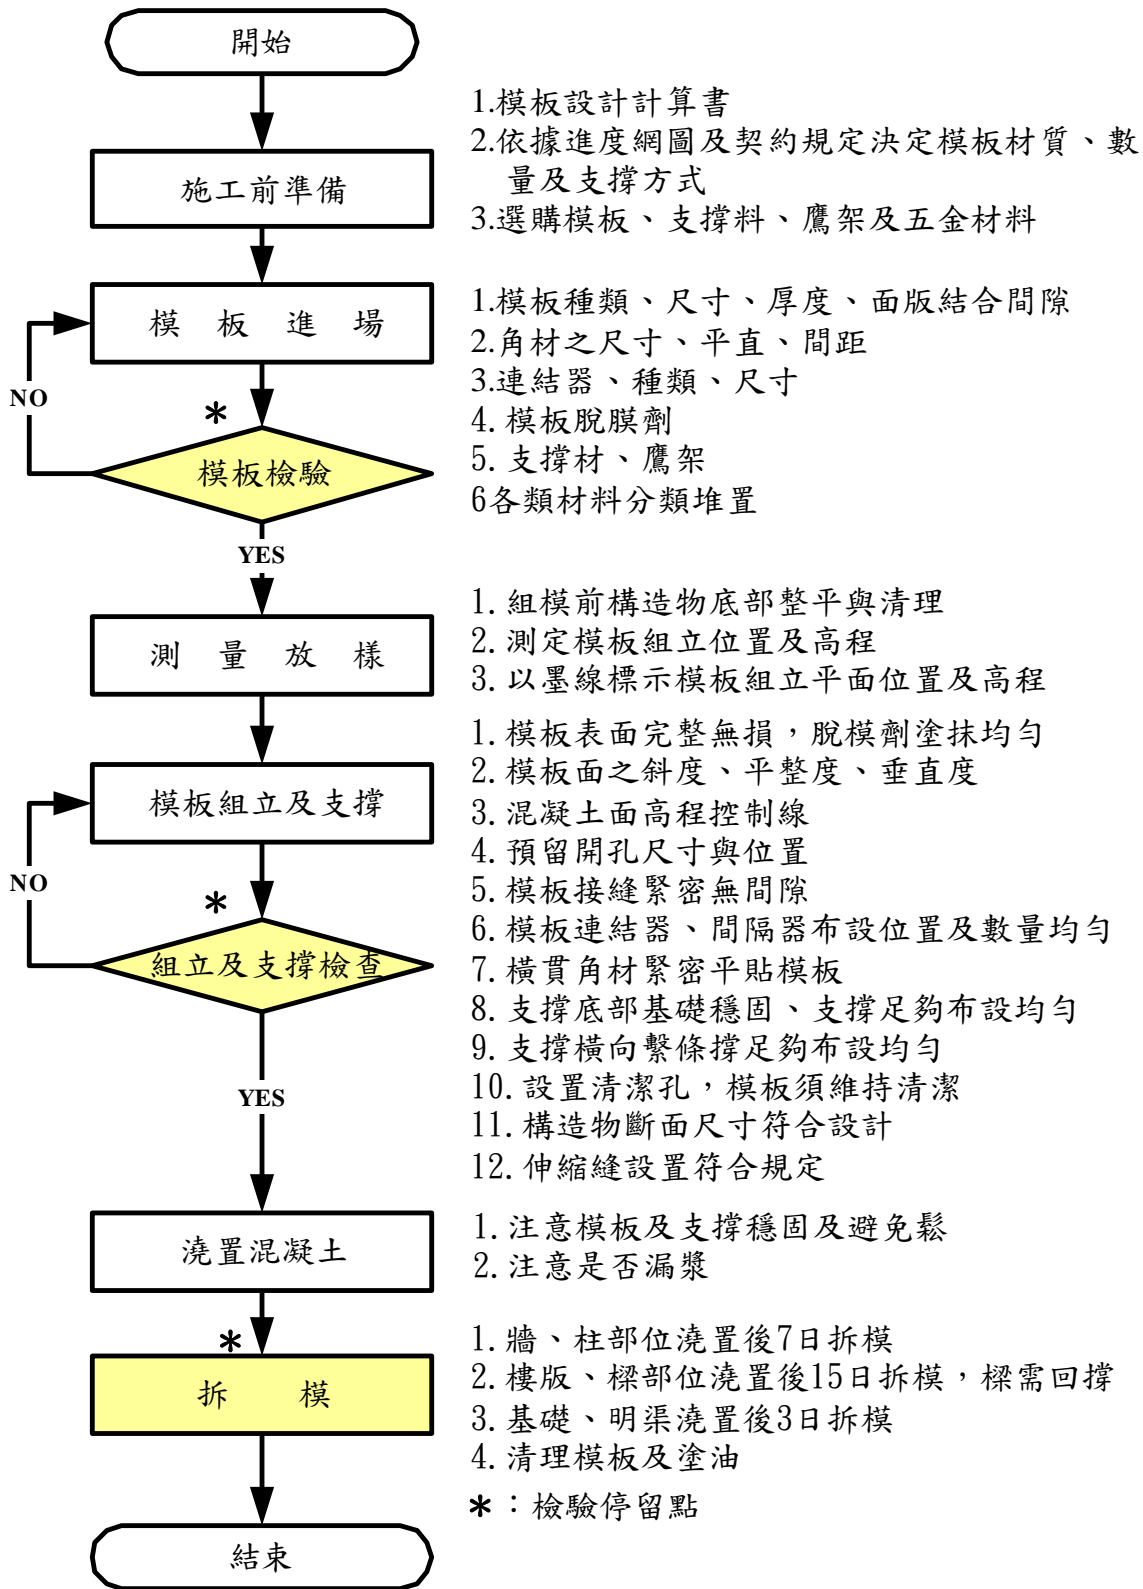 開始
1.模板設計計算書
2.依據進度網圖及契約規定決定模板材質、數
量及支撐方式
3.選購模板、支撐料、鷹架及五金材料
施工前準備
模板進場
1.模板種類、尺寸、厚度、面版結合間隙
2.角材之尺寸、平直、間距
3.連結器、種類、尺寸
4.模板脫膜劑
5.支撐材、鷹架
6各類材料分類堆置
NO
*
模板檢驗
YES
測量放樣
1.組模前構造物底部整平與清理
2.測定模板組立位置及高程
3.以墨線標示模板組立平面位置及高程
模板組立及支撐
1.模板表面完整無損，脫模劑塗抹均勻
2.模板面之斜度、平整度、垂直度
3.混凝土面高程控制線
4.預留開孔尺寸與位置
5.模板接縫緊密無間隙
6.模板連結器、間隔器布設位置及數量均勻
7.橫貫角材緊密平貼模板
8.支撐底部基礎穩固、支撐足夠布設均勻
9.支撐橫向繫條撐足夠布設均勻
10.設置清潔孔，模板須維持清潔
11.構造物斷面尺寸符合設計
12.伸縮縫設置符合規定
NO
*
組立及支撐檢查
YES
澆置混凝土
1.注意模板及支撐穩固及避免鬆
2.注意是否漏漿
*
拆模
1.牆、柱部位澆置後7日拆模
2.樓版、樑部位澆置後15日拆模，樑需回撐
3.基礎、明渠澆置後3日拆模
4.清理模板及塗油
*：檢驗停留點
結束